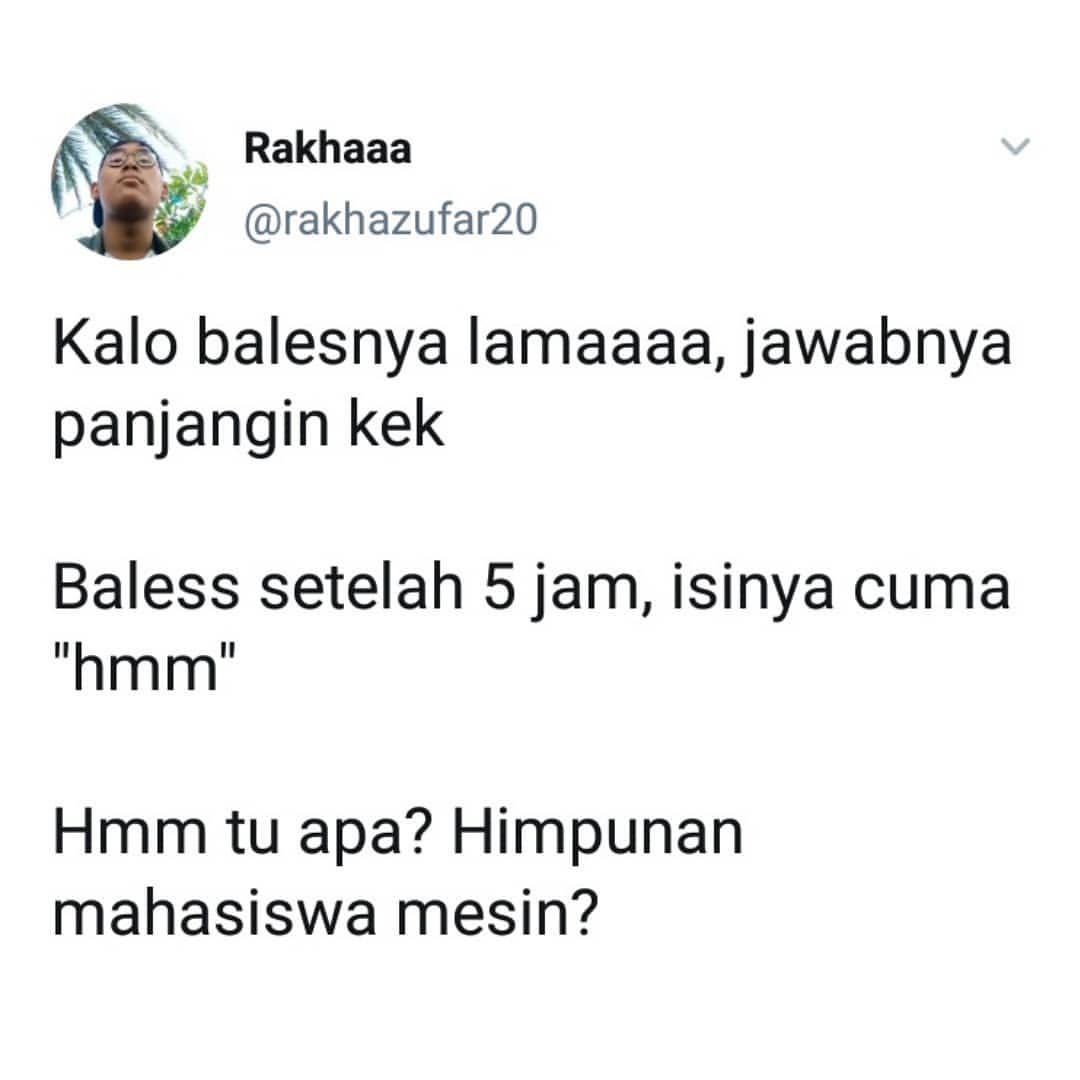 Rakhaaa
@rakhazufar20
Kalo balesnya lamaaaa, jawabnya
panjangin kek
Baless setelah 5 jam, isinya cuma
"hmm"
Hmm tu apa? Himpunan
mahasiswa mesin?